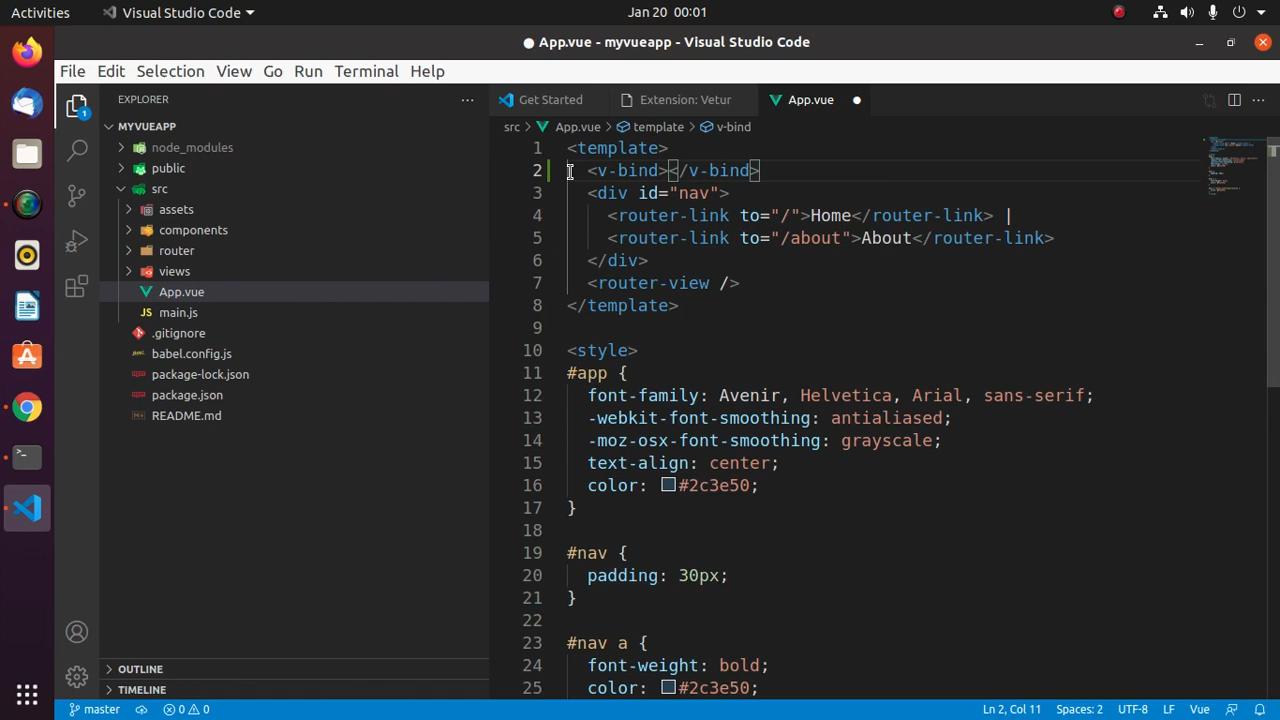 Activities Visual Studio Code Jan 20 00:01
● App.vue - myvueapp - Visual Studio Code
File Edit Selection View Go Run Terminal Help
EXPLORER
MYVUEAPP
node_modules
public
src
assets
components
router
views
App.vue
JS main.js
.gitignore
babel.config.js
package-lock.json
package.json
README.md
OUTLINE
TIMELINE
1
Get Started Extension: Vetur App.vue
src > App.vue > template > v-bind
1 <template>
2 <v-bind></v-bind>
3 <div id="nav">
4 <router-link to="/">Home</router-link> |
5 <router-link to="/about">About</router-link>
6 </div>
7 <router-view />
8 </template>
9
10 <style>
11 #app {
12 font-family: Avenir, Helvetica, Arial, sans-serif;
13 -webkit-font-smoothing: antialiased;
14 -moz-osx-font-smoothing: grayscale;
15 text-align: center;
16 color: #2c3e50;
17 }
18
19 #nav {
20 padding: 30px;
21 }
22
23 #nav a {
24 font-weight: bold;
25 color: #2c3e50;
master 0 0 Ln 2, Col 11 Spaces: 2 UTF-8 LF Vue